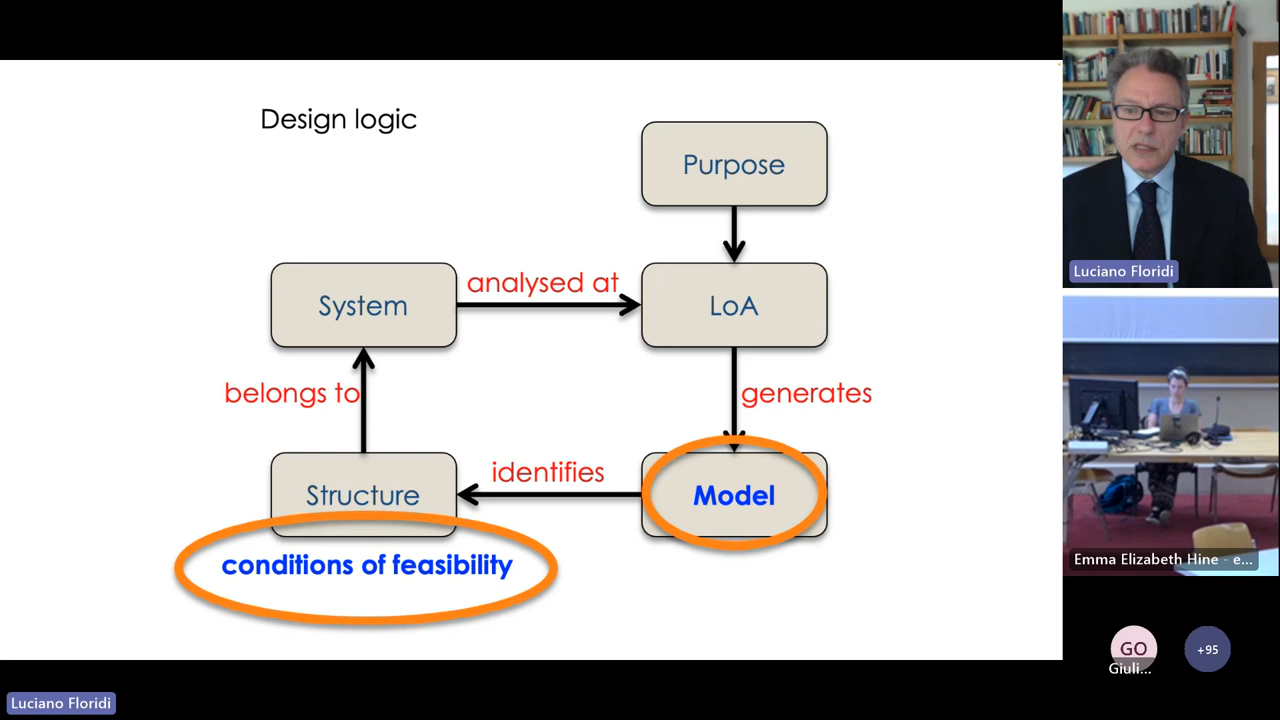 Design logic
Purpose
analysed at
System
LoA
belongs to
generates
identifies
Structure
Model
conditions of feasibility
Luciano Floridi
Emma Elizabeth Hine - e...
GO
Giuli...
+95
Luciano Floridi